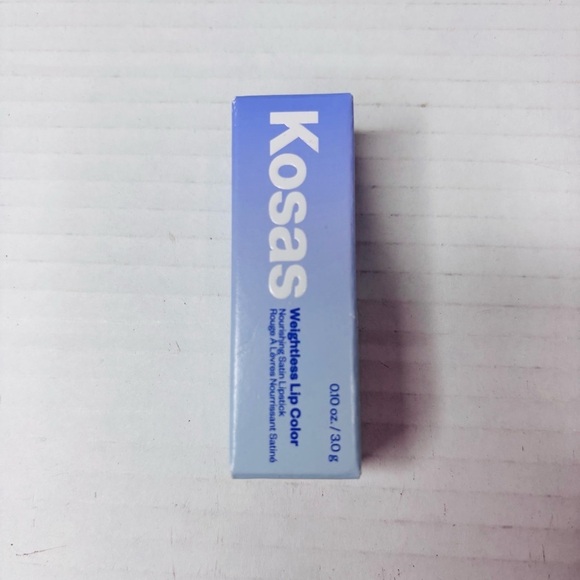 Kosas
Weightless Lip Color
Nourishing Satin Lipstick
Rouge À Lèvres Nourrissant Satiné
0.10 oz. / 3.0 g